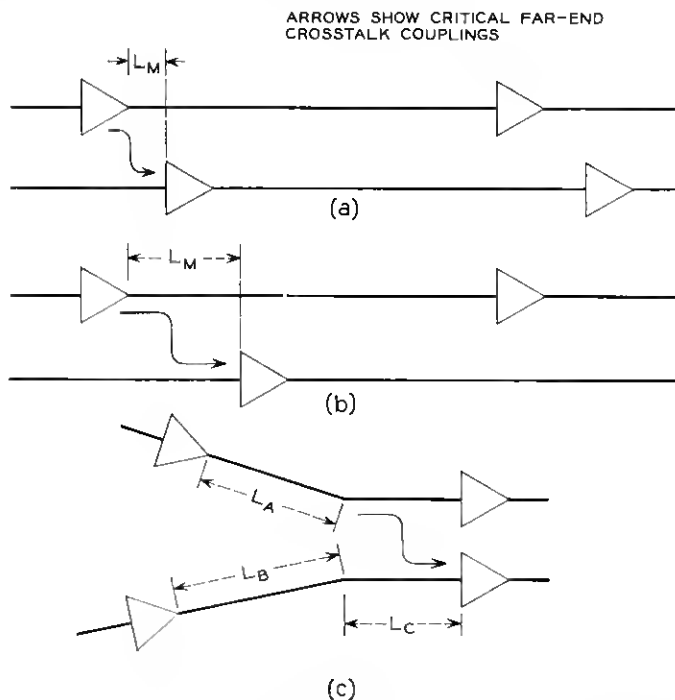 ARROWS SHOW CRITICAL FAR-END
CROSSTALK COUPLINGS
LM
(a)
LM
(b)
LA
LB
LC
(c)